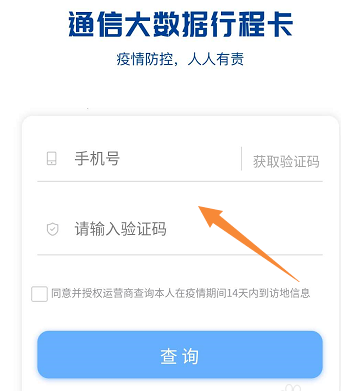 通信大数据行程卡
疫情防控，人人有责
手机号
获取验证码
请输入验证码
同意并授权运营商查询本人在疫情期间14天内到访地信息
查询